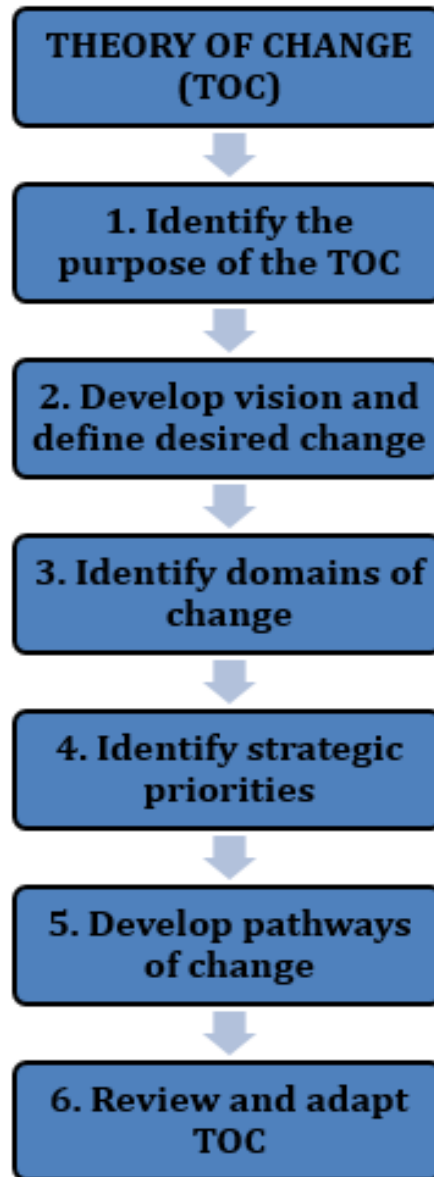 THEORY OF CHANGE
(TOC)
1. Identify the
purpose of the TOC
2. Develop vision and
define desired change
3. Identify domains of
change
4. Identify strategic
priorities
5. Develop pathways
of change
6. Review and adapt
TOC